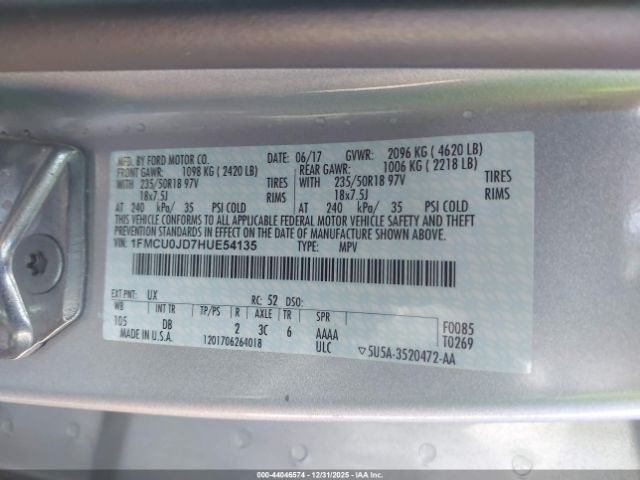 MFD. BY FORD MOTOR CO. DATE: 06/17 GVWR: 2096 KG ( 4620 LB)
FRONT GAWR: 1098 KG ( 2420 LB) REAR GAWR: 1006 KG ( 2218 LB)
WITH 235/50R18 97V TIRES WITH 235/50R18 97V TIRES
18x7.5J RIMS 18x7.5J RIMS
AT 240 kPa/ 35 PSI COLD AT 240 kPa/ 35 PSI COLD
THIS VEHICLE CONFORMS TO ALL APPLICABLE FEDERAL MOTOR VEHICLE SAFETY AND THEFT
PREVENTION STANDARDS IN EFFECT ON THE DATE OF MANUFACTURE SHOWN ABOVE.
VIN: 1FMCU0JD7HUE54135 TYPE: MPV
EXT PNT: UX RC: 52 DSO:
WB INT TR TP/PS R AXLE TR SPR
105 DB 2 3C 6 AAAA F0085
MADE IN U.S.A. 1201706264018 ULC T0269
5U5A-3520472-AA
000-44046574 - 12/31/2025 - IAA Inc.